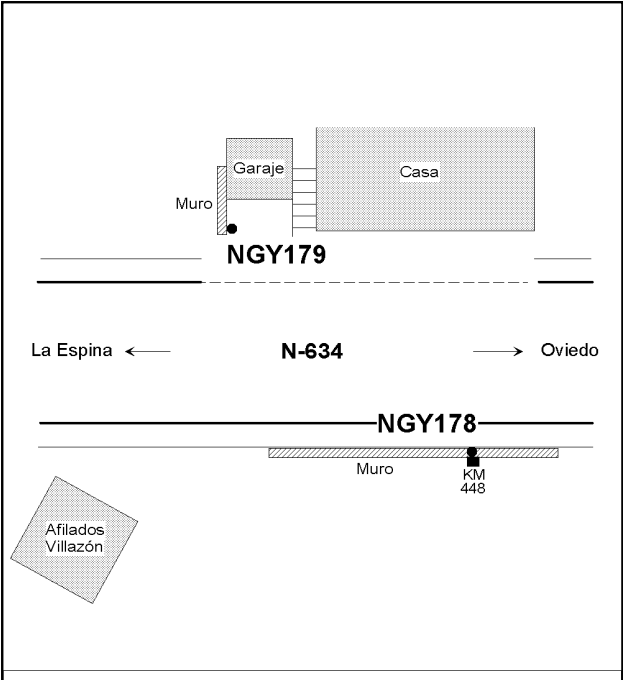 Garaje
Casa
Muro
NGY179
La Espina
N-634
Oviedo
NGY178
Muro
KM
448
Afilados
Villazón